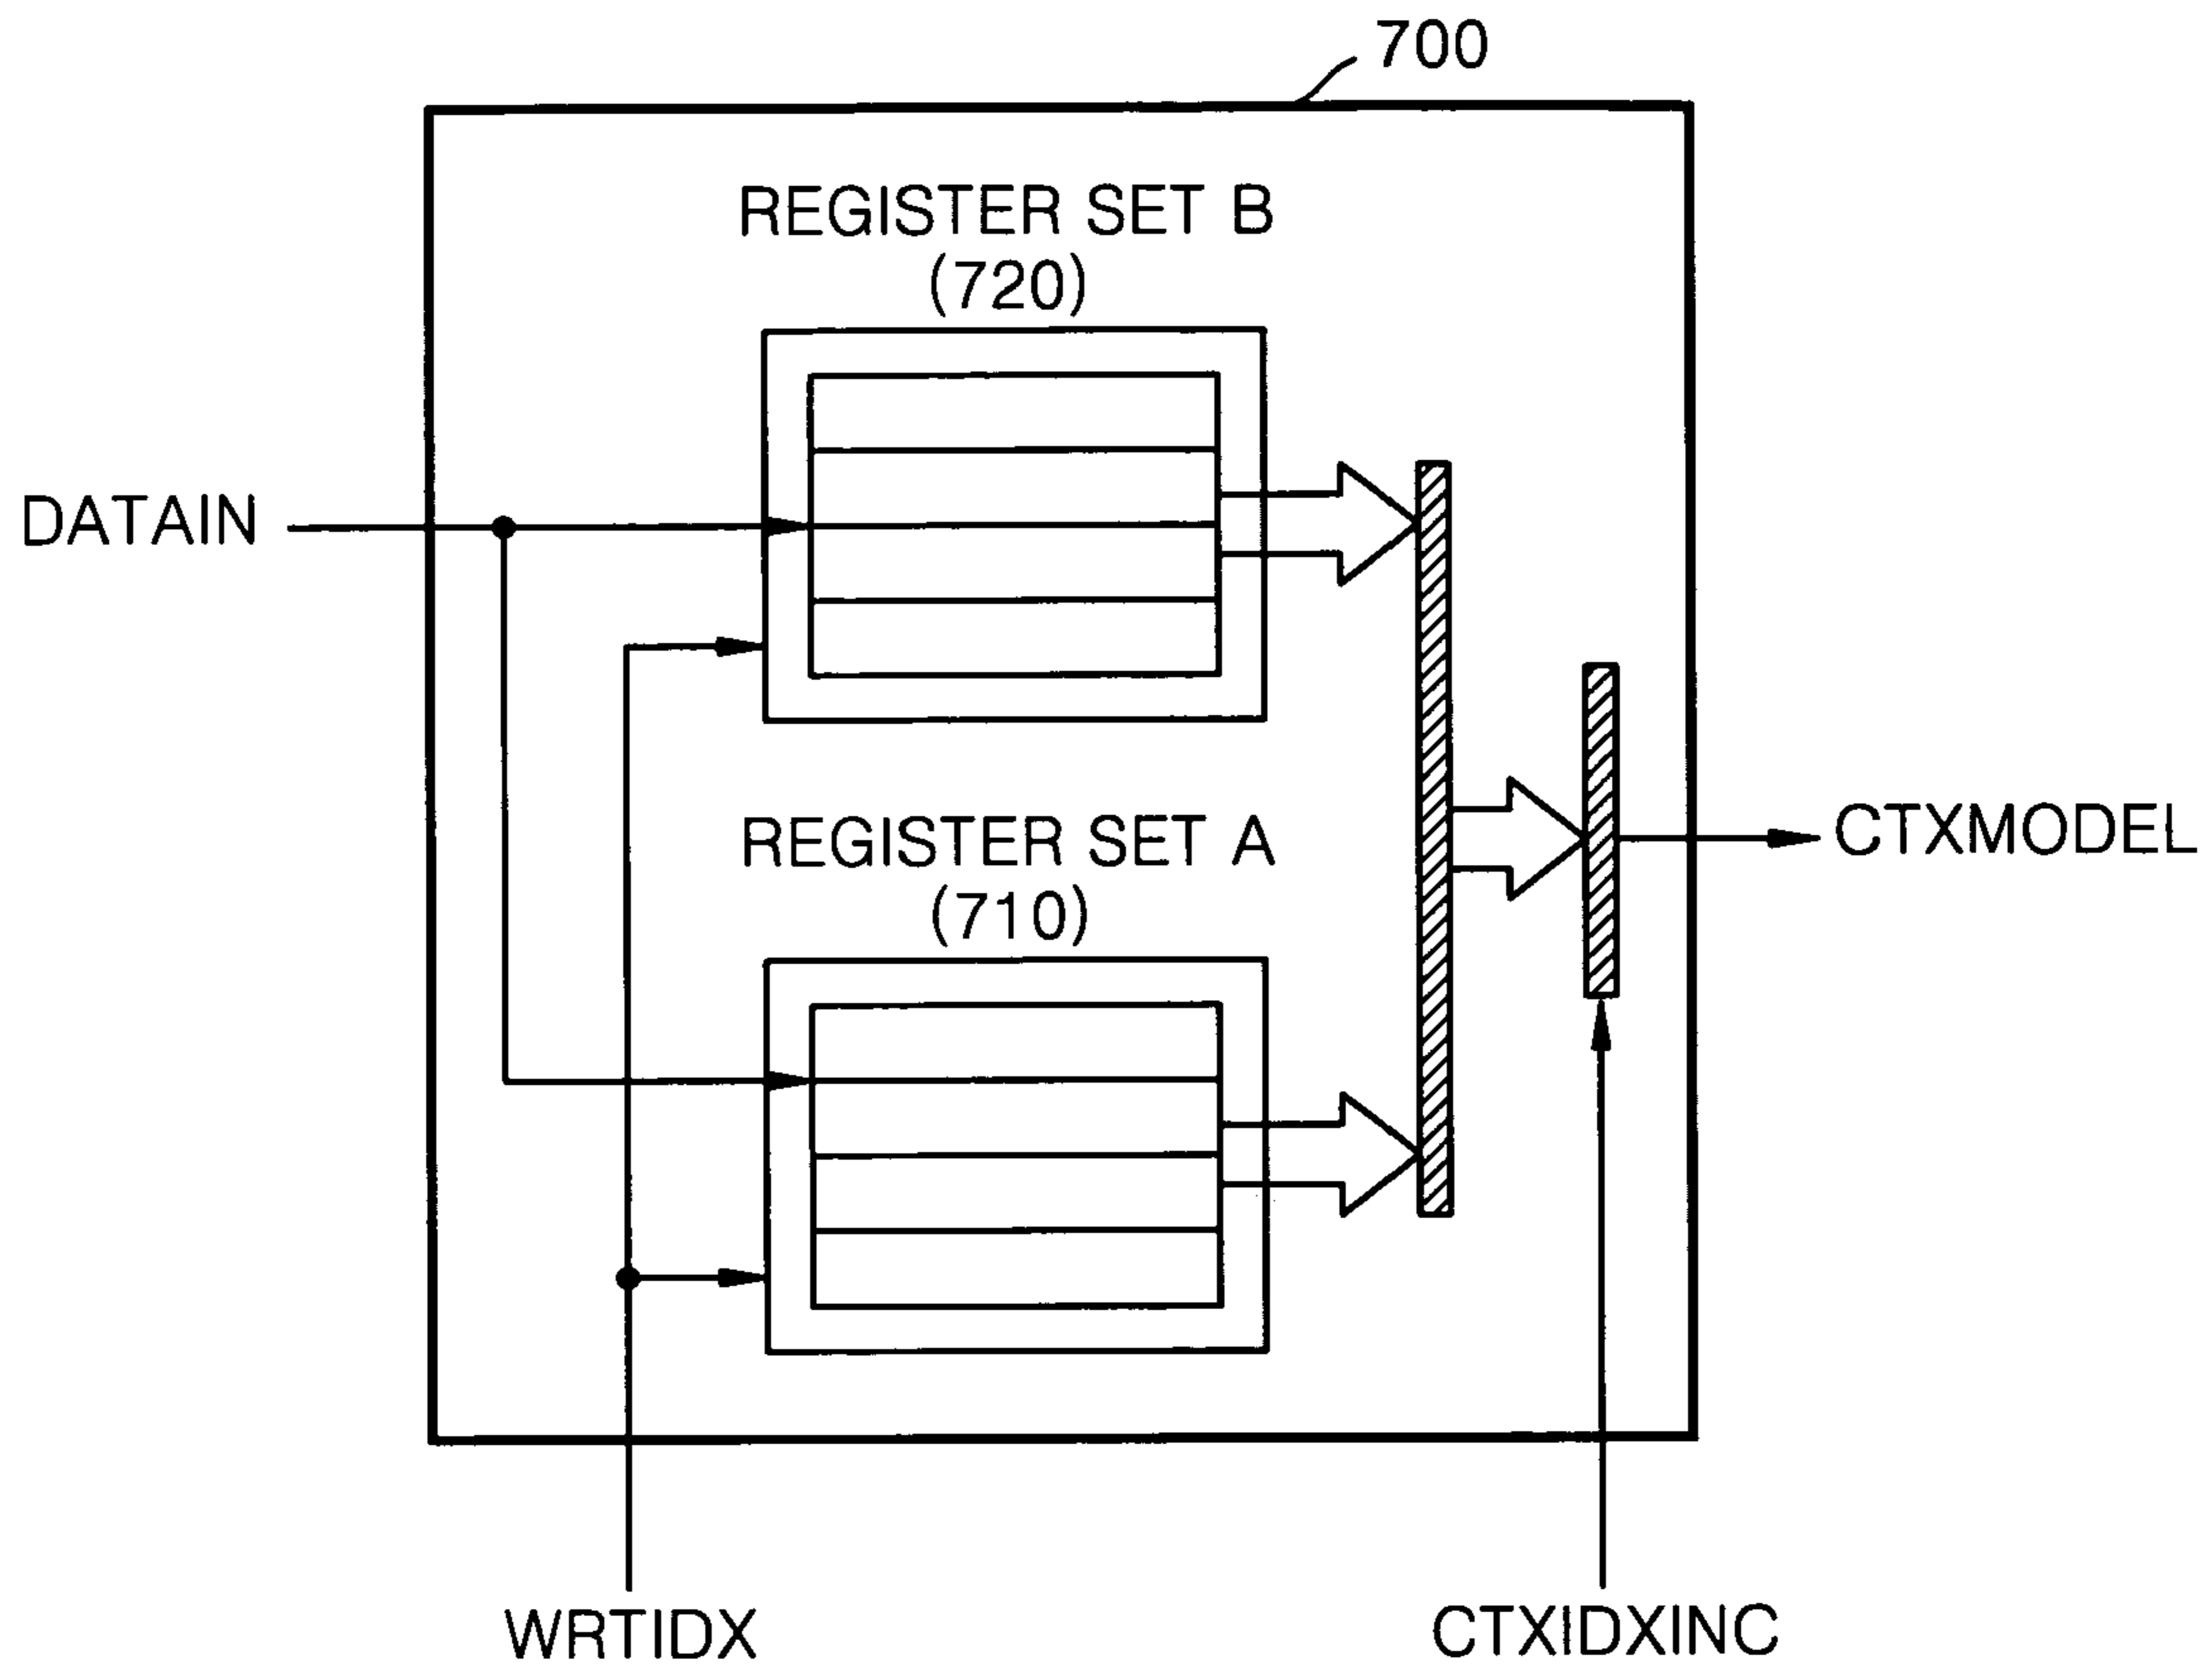 700
REGISTER SET B
(720)
DATAIN
REGISTER SET A
(710)
CTXMODEL
WRTIDX
CTXIDXINC